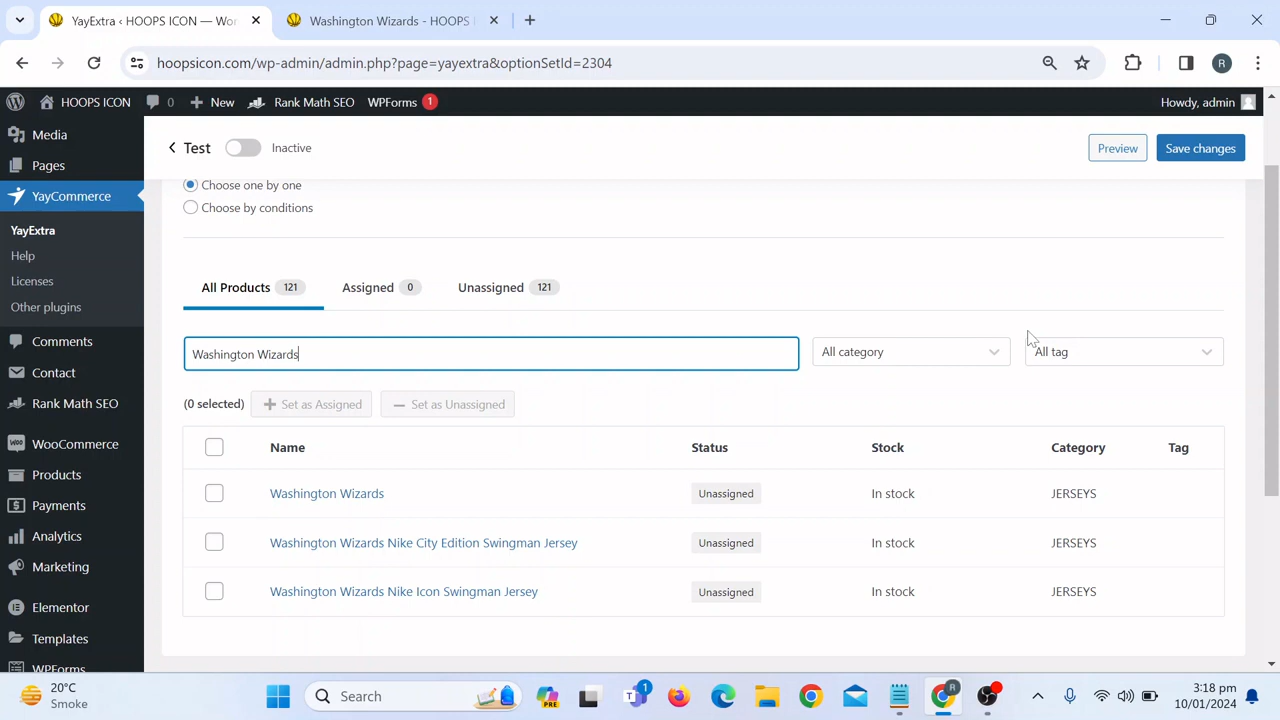 YayExtra ‹ HOOPS ICON — Wor
Washington Wizards - HOOPS I
hoopsicon.com/wp-admin/admin.php?page=yayextra&optionSetId=2304
R
HOOPS ICON
0
New
Rank Math SEO
WPForms 1
Howdy, admin
Media
Pages
YayCommerce
YayExtra
Help
Licenses
Other plugins
Comments
Contact
Rank Math SEO
WooCommerce
Products
Payments
Analytics
Marketing
Elementor
Templates
WPForms
Test
Inactive
Preview
Save changes
Choose one by one
Choose by conditions
All Products 121
Assigned 0
Unassigned 121
Washington Wizards
All category
All tag
(0 selected)
Set as Assigned
Set as Unassigned
Name Status Stock Category Tag
Washington Wizards Unassigned In stock JERSEYS
Washington Wizards Nike City Edition Swingman Jersey Unassigned In stock JERSEYS
Washington Wizards Nike Icon Swingman Jersey Unassigned In stock JERSEYS
20°C
Smoke
Search
PRE
1
R
3:18 pm
10/01/2024